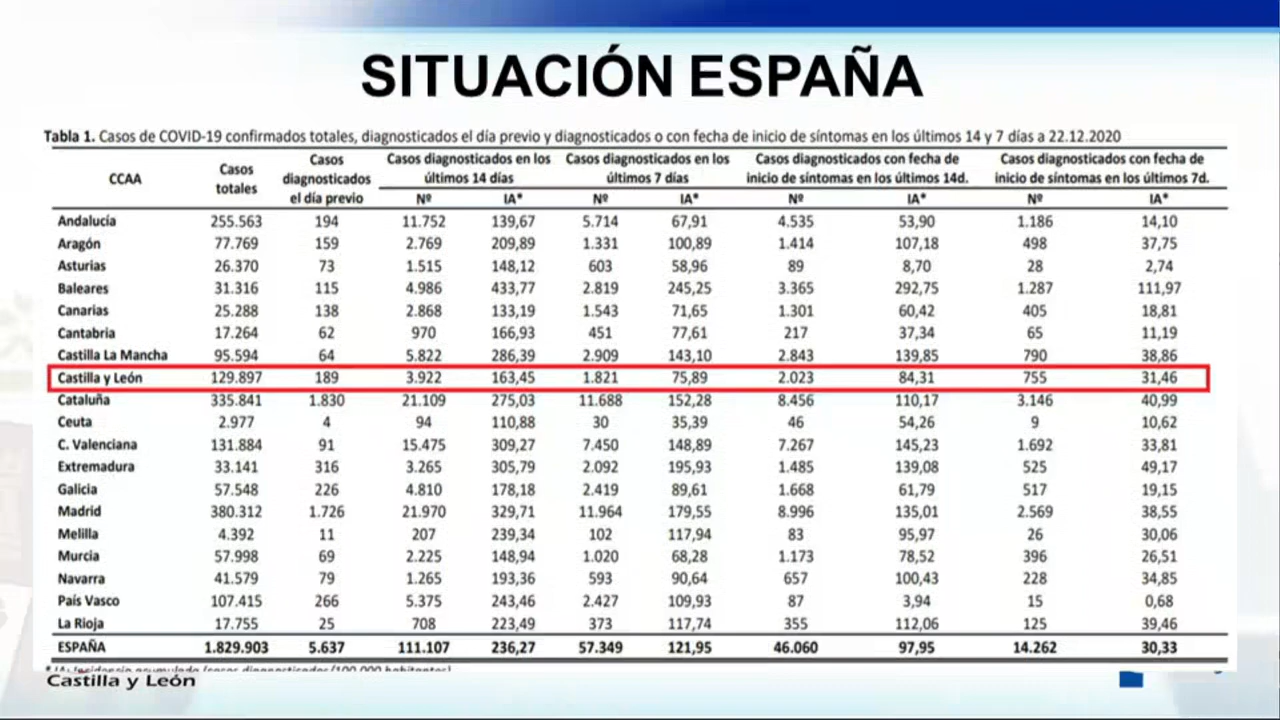 SITUACIÓN ESPAÑA
Tabla 1. Casos de COVID-19 confirmados totales, diagnosticados el día previo y diagnosticados o con fecha de inicio de síntomas en los últimos 14 y 7 días a 22.12.2020
CCAA Casos totales Casos diagnosticados el día previo Casos diagnosticados en los últimos 14 días Casos diagnosticados en los últimos 7 días Casos diagnosticados con fecha de inicio de síntomas en los últimos 14d. Casos diagnosticados con fecha de inicio de síntomas en los últimos 7d.
Nº IA* Nº IA* Nº IA* Nº IA*
Andalucía 255.563 194 11.752 139,67 5.714 67,91 4.535 53,90 1.186 14,10
Aragón 77.769 159 2.769 209,89 1.331 100,89 1.414 107,18 498 37,75
Asturias 26.370 73 1.515 148,12 603 58,96 89 8,70 28 2,74
Baleares 31.316 115 4.986 433,77 2.819 245,25 3.365 292,75 1.287 111,97
Canarias 25.288 138 2.868 133,19 1.543 71,65 1.301 60,42 405 18,81
Cantabria 17.264 62 970 166,93 451 77,61 217 37,34 65 11,19
Castilla La Mancha 95.594 64 5.822 286,39 2.909 143,10 2.843 139,85 790 38,86
Castilla y León 129.897 189 3.922 163,45 1.821 75,89 2.023 84,31 755 31,46
Cataluña 335.841 1.830 21.109 275,03 11.688 152,28 8.456 110,17 3.146 40,99
Ceuta 2.977 4 94 110,88 30 35,39 46 54,26 9 10,62
C. Valenciana 131.884 91 15.475 309,27 7.450 148,89 7.267 145,23 1.692 33,81
Extremadura 33.141 316 3.265 305,79 2.092 195,93 1.485 139,08 525 49,17
Galicia 57.548 226 4.810 178,18 2.419 89,61 1.668 61,79 517 19,15
Madrid 380.312 1.726 21.970 329,71 11.964 179,55 8.996 135,01 2.569 38,55
Melilla 4.392 11 207 239,34 102 117,94 83 95,97 26 30,06
Murcia 57.998 69 2.225 148,94 1.020 68,28 1.173 78,52 396 26,51
Navarra 41.579 79 1.265 193,36 593 90,64 657 100,43 228 34,85
País Vasco 107.415 266 5.375 243,46 2.427 109,93 87 3,94 15 0,68
La Rioja 17.755 25 708 223,49 373 117,74 355 112,06 125 39,46
ESPAÑA 1.829.903 5.637 111.107 236,27 57.349 121,95 46.060 97,95 14.262 30,33
* IA: Incidencia acumulada (casos diagnosticados/100.000 habitantes)
Castilla y León